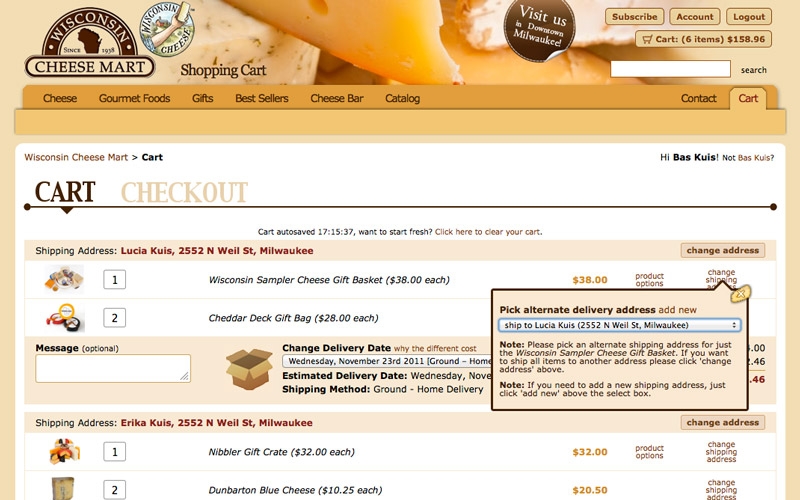 WISCONSIN
SINCE 1938
CHEESE MART
WISCONSIN
CHEESE
Shopping Cart
Visit us
in Downtown
Milwaukee!
Subscribe Account Logout
Cart: (6 items) $158.96
search
Cheese Gourmet Foods Gifts Best Sellers Cheese Bar Catalog Contact Cart
Wisconsin Cheese Mart > Cart
Hi Bas Kuis! Not Bas Kuis?
CART CHECKOUT
Cart autosaved 17:15:37, want to start fresh? Click here to clear your cart.
Shipping Address: Lucia Kuis, 2552 N Weil St, Milwaukee change address
1 Wisconsin Sampler Cheese Gift Basket ($38.00 each) $38.00 product options change shipping
2 Cheddar Deck Gift Bag ($28.00 each)
Pick alternate delivery address add new
ship to Lucia Kuis (2552 N Weil St, Milwaukee)
Note: Please pick an alternate shipping address for just
the Wisconsin Sampler Cheese Gift Basket. If you want
to ship all items to another address please click 'change
address' above.
Note: If you need to add a new shipping address, just
click 'add new' above the select box.
Message (optional)
Change Delivery Date why the different cost
Wednesday, November 23rd 2011 [Ground – Home
Estimated Delivery Date: Wednesday, Nove
Shipping Method: Ground - Home Delivery
.00
2.46
.46
Shipping Address: Erika Kuis, 2552 N Weil St, Milwaukee change address
1 Nibbler Gift Crate ($32.00 each) $32.00 product options change shipping address
2 Dunbarton Blue Cheese ($10.25 each) $20.50 product options change shipping